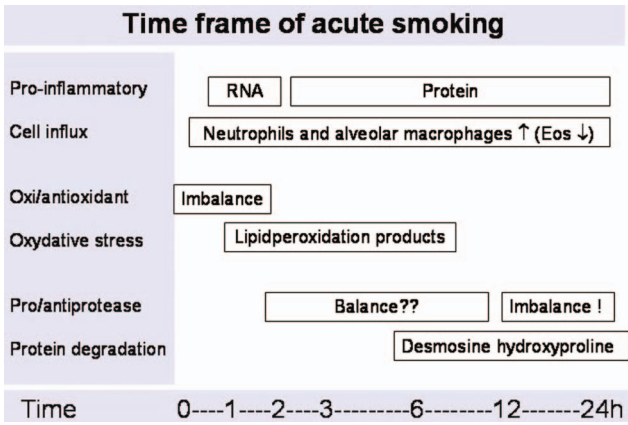 Time frame of acute smoking
Pro-inflammatory RNA Protein
Cell influx Neutrophils and alveolar macrophages ↑ (Eos ↓)
Oxi/antioxidant Imbalance
Oxydative stress Lipidperoxidation products
Pro/antiprotease Balance?? Imbalance !
Protein degradation Desmosine hydroxyproline
Time 0----1----2----3---------6--------12-------24h